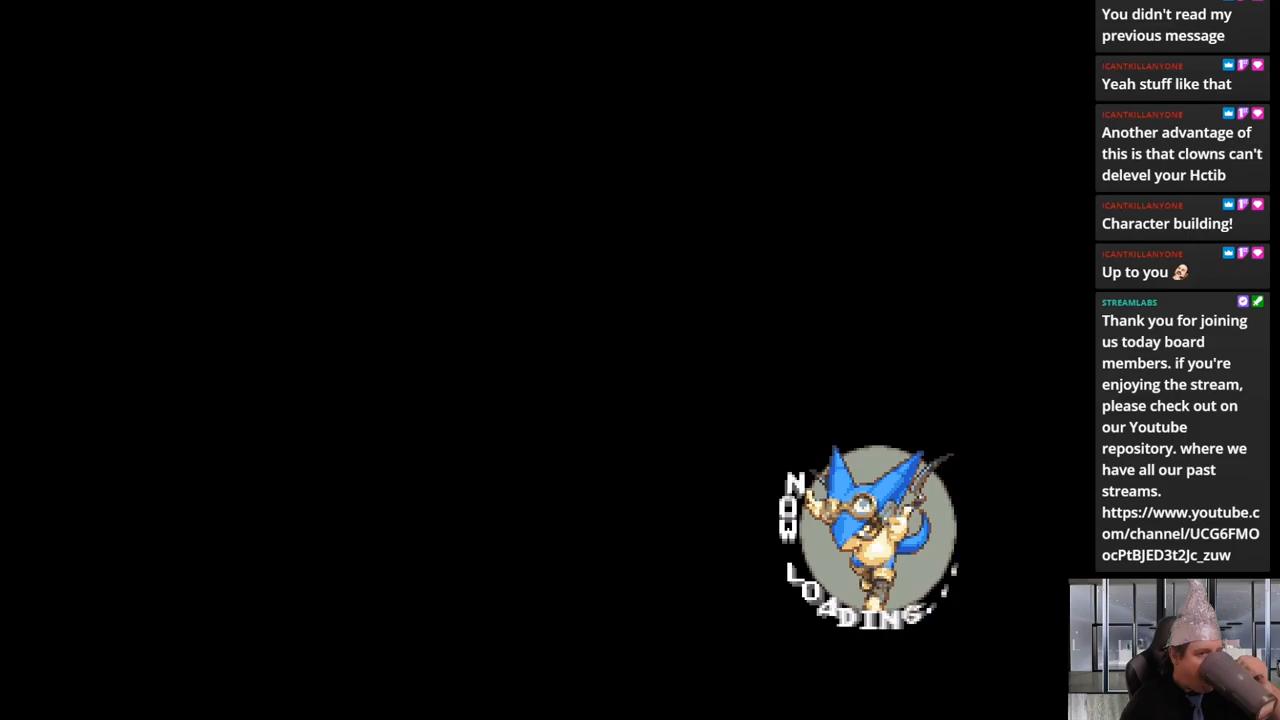 You didn't read my
previous message
ICANTKILLANYONE
Yeah stuff like that
ICANTKILLANYONE
Another advantage of
this is that clowns can't
delevel your Hctib
ICANTKILLANYONE
Character building!
ICANTKILLANYONE
Up to you
STREAMLABS
Thank you for joining
us today board
members. if you're
enjoying the stream,
please check out on
our Youtube
repository. where we
have all our past
streams.
https://www.youtube.c
om/channel/UCG6FMO
ocPtBJED3t2Jc_zuw
NOW LOADING...